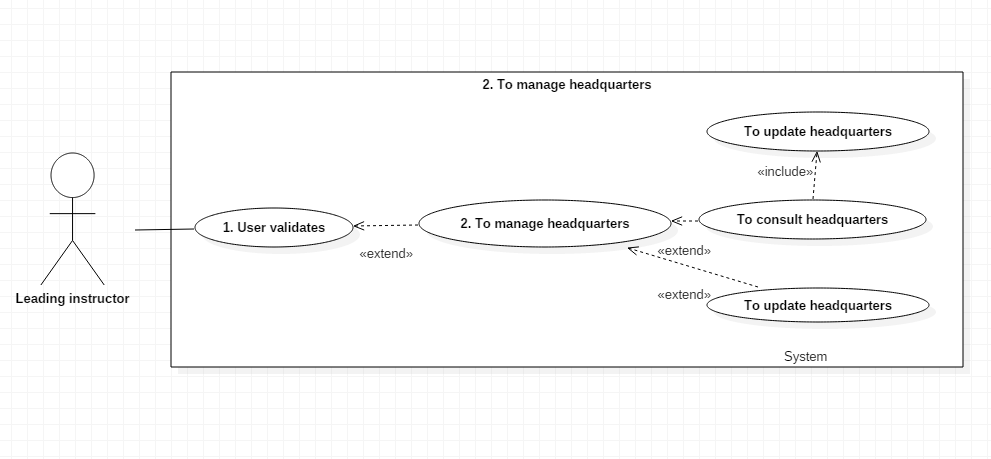 2. To manage headquarters
To update headquarters
«include»
To consult headquarters
1. User validates
2. To manage headquarters
«extend»
«extend»
«extend»
To update headquarters
Leading instructor
System